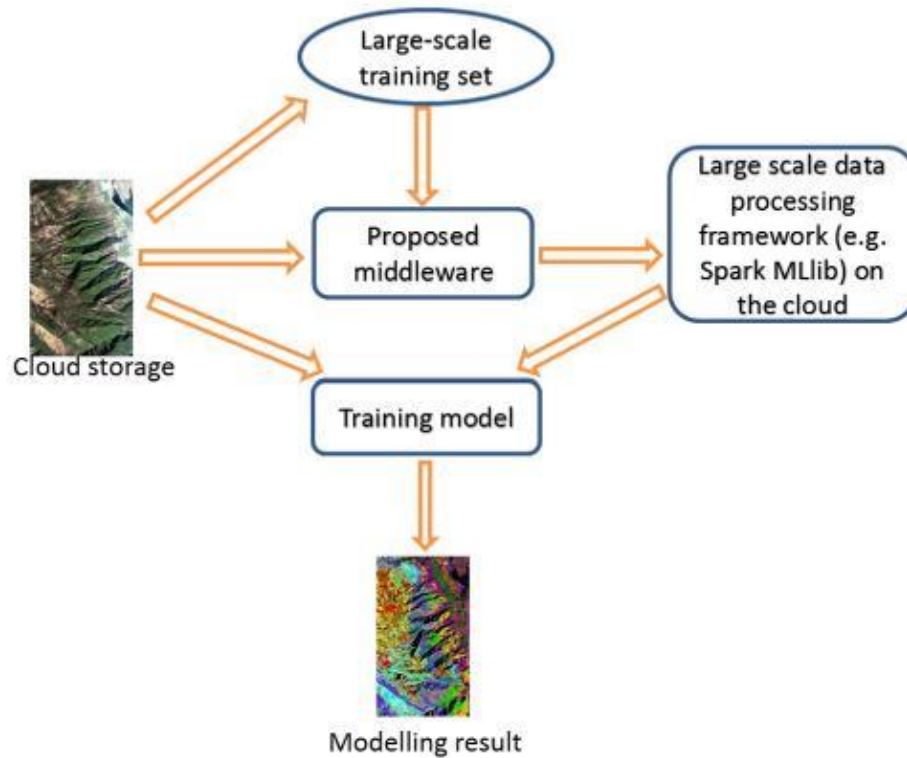 Large-scale
training set
Proposed
middleware
Large scale data
processing
framework (e.g.
Spark MLlib) on
the cloud
Cloud storage
Training model
Modelling result